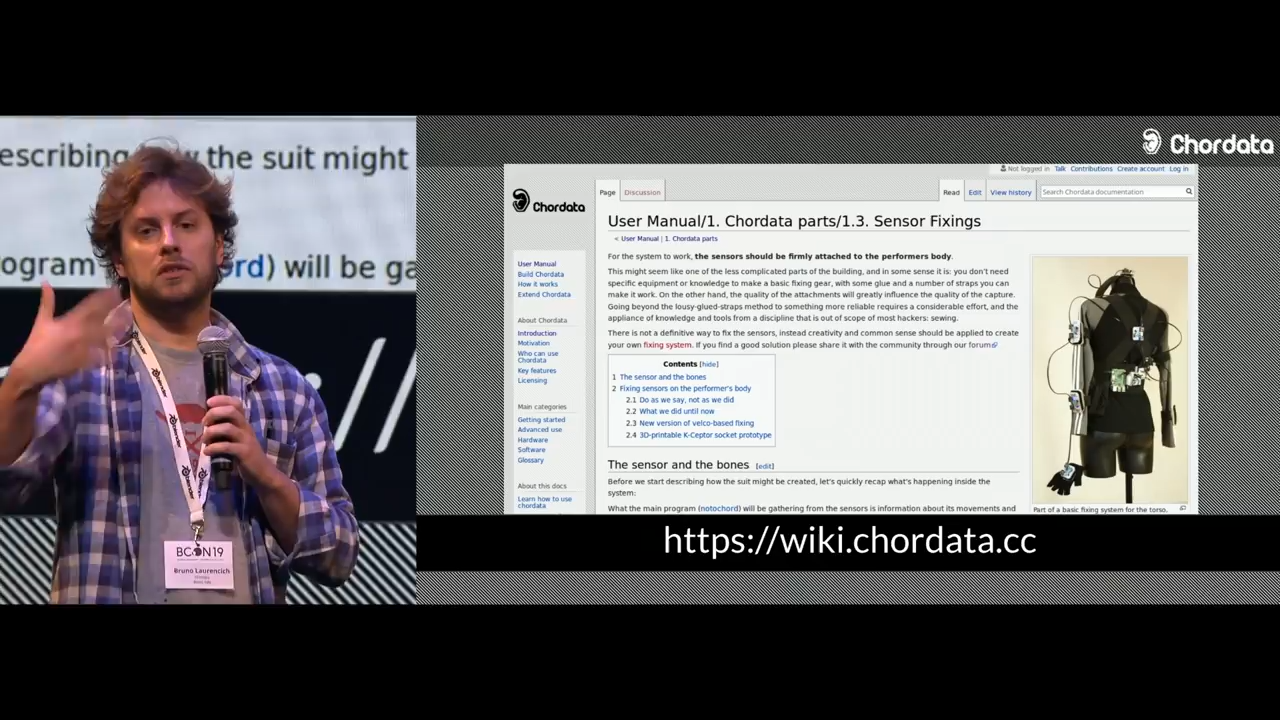 escribing how the suit might
rogram
rd) will be ga
//
BCON19
Bruno Laurencich
Chordata
Not logged in Talk Contributions Create account Log in
Chordata
Page Discussion Read Edit View history Search Chordata documentation
User Manual/1. Chordata parts/1.3. Sensor Fixings
< User Manual | 1. Chordata parts
User Manual
Build Chordata
How it works
Extend Chordata
About Chordata
Introduction
Motivation
Who can use
Chordata
Key features
Licensing
Main categories
Getting started
Advanced use
Hardware
Software
Glossary
About this docs
Learn how to use
chordata
For the system to work, the sensors should be firmly attached to the performers body.
This might seem like one of the less complicated parts of the building, and in some sense it is: you don't need
specific equipment or knowledge to make a basic fixing gear, with some glue and a number of straps you can
make it work. On the other hand, the quality of the attachments will greatly influence the quality of the capture.
Going beyond the lousy-glued-straps method to something more reliable requires a considerable effort, and the
appliance of knowledge and tools from a discipline that is out of scope of most hackers: sewing.
There is not a definitive way to fix the sensors, instead creativity and common sense should be applied to create
your own fixing system. If you find a good solution please share it with the community through our forum
Contents [hide]
1 The sensor and the bones
2 Fixing sensors on the performer's body
2.1 Do as we say, not as we did
2.2 What we did until now
2.3 New version of velco-based fixing
2.4 3D-printable K-Ceptor socket prototype
The sensor and the bones [edit]
Before we start describing how the suit might be created, let's quickly recap what's happening inside the
system:
What the main program (notochord) will be gathering from the sensors is information about its movements and
Part of a basic fixing system for the torso.
https://wiki.chordata.cc